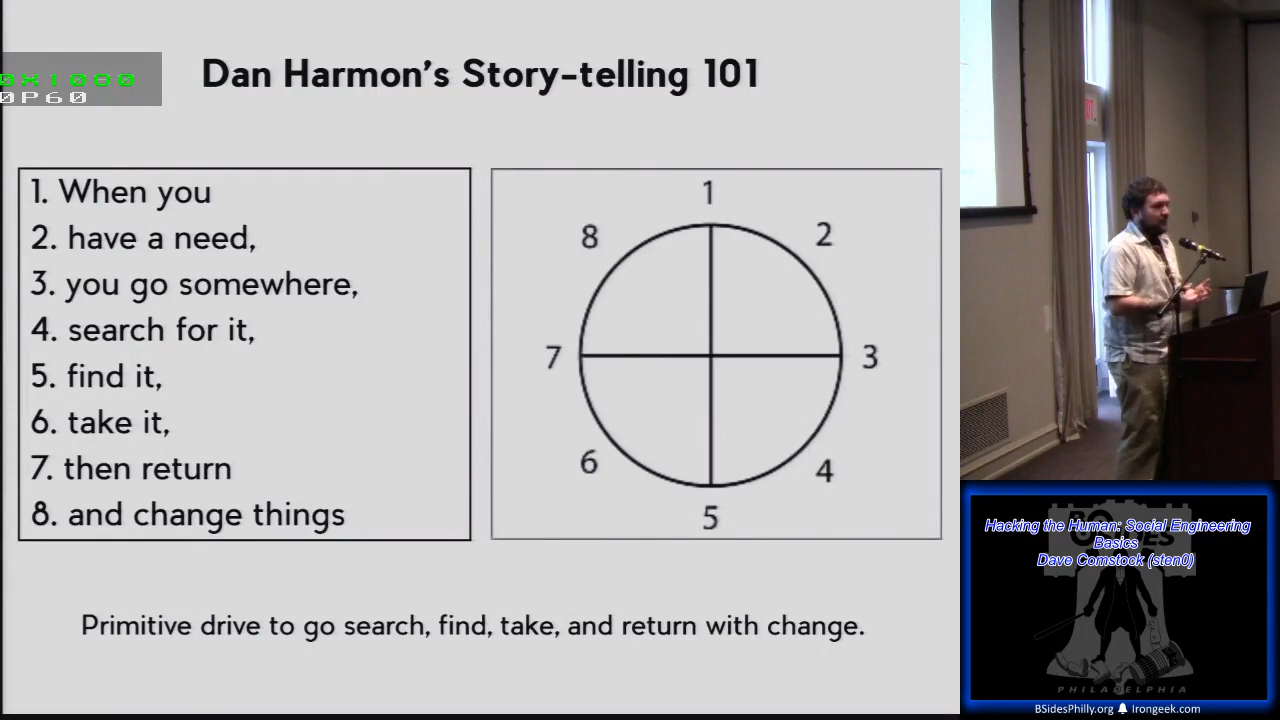 Dan Harmon's Story-telling 101
0X1080
0P60
1. When you
2. have a need,
3. you go somewhere,
4. search for it,
5. find it,
6. take it,
7. then return
8. and change things
1
8
2
7
3
6
4
5
Primitive drive to go search, find, take, and return with change.
Hacking the Human: Social Engineering
Basics
Dave Comstock (sten0)
PHILADELPHIA
BSidesPhilly.org Irongeek.com